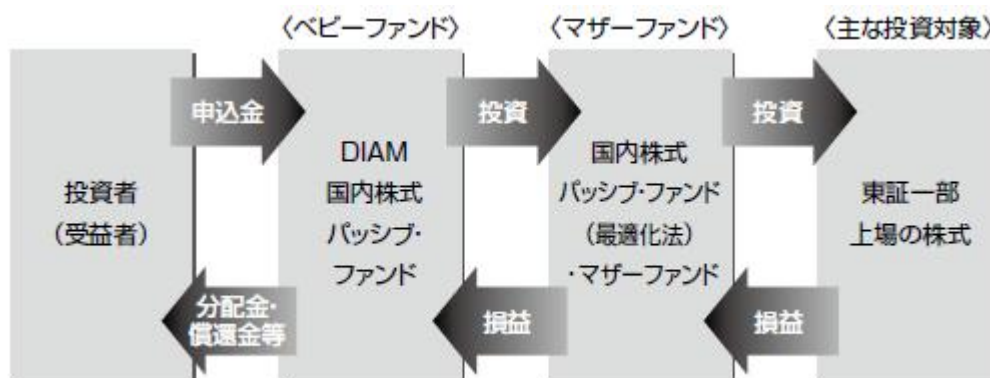 〈ベビーファンド〉
〈マザーファンド〉
〈主な投資対象〉
申込金
投資
投資
投資者
（受益者）
DIAM
国内株式
パッシブ・
ファンド
国内株式
パッシブ・ファンド
（最適化法）
・マザーファンド
東証一部
上場の株式
分配金・
償還金等
損益
損益